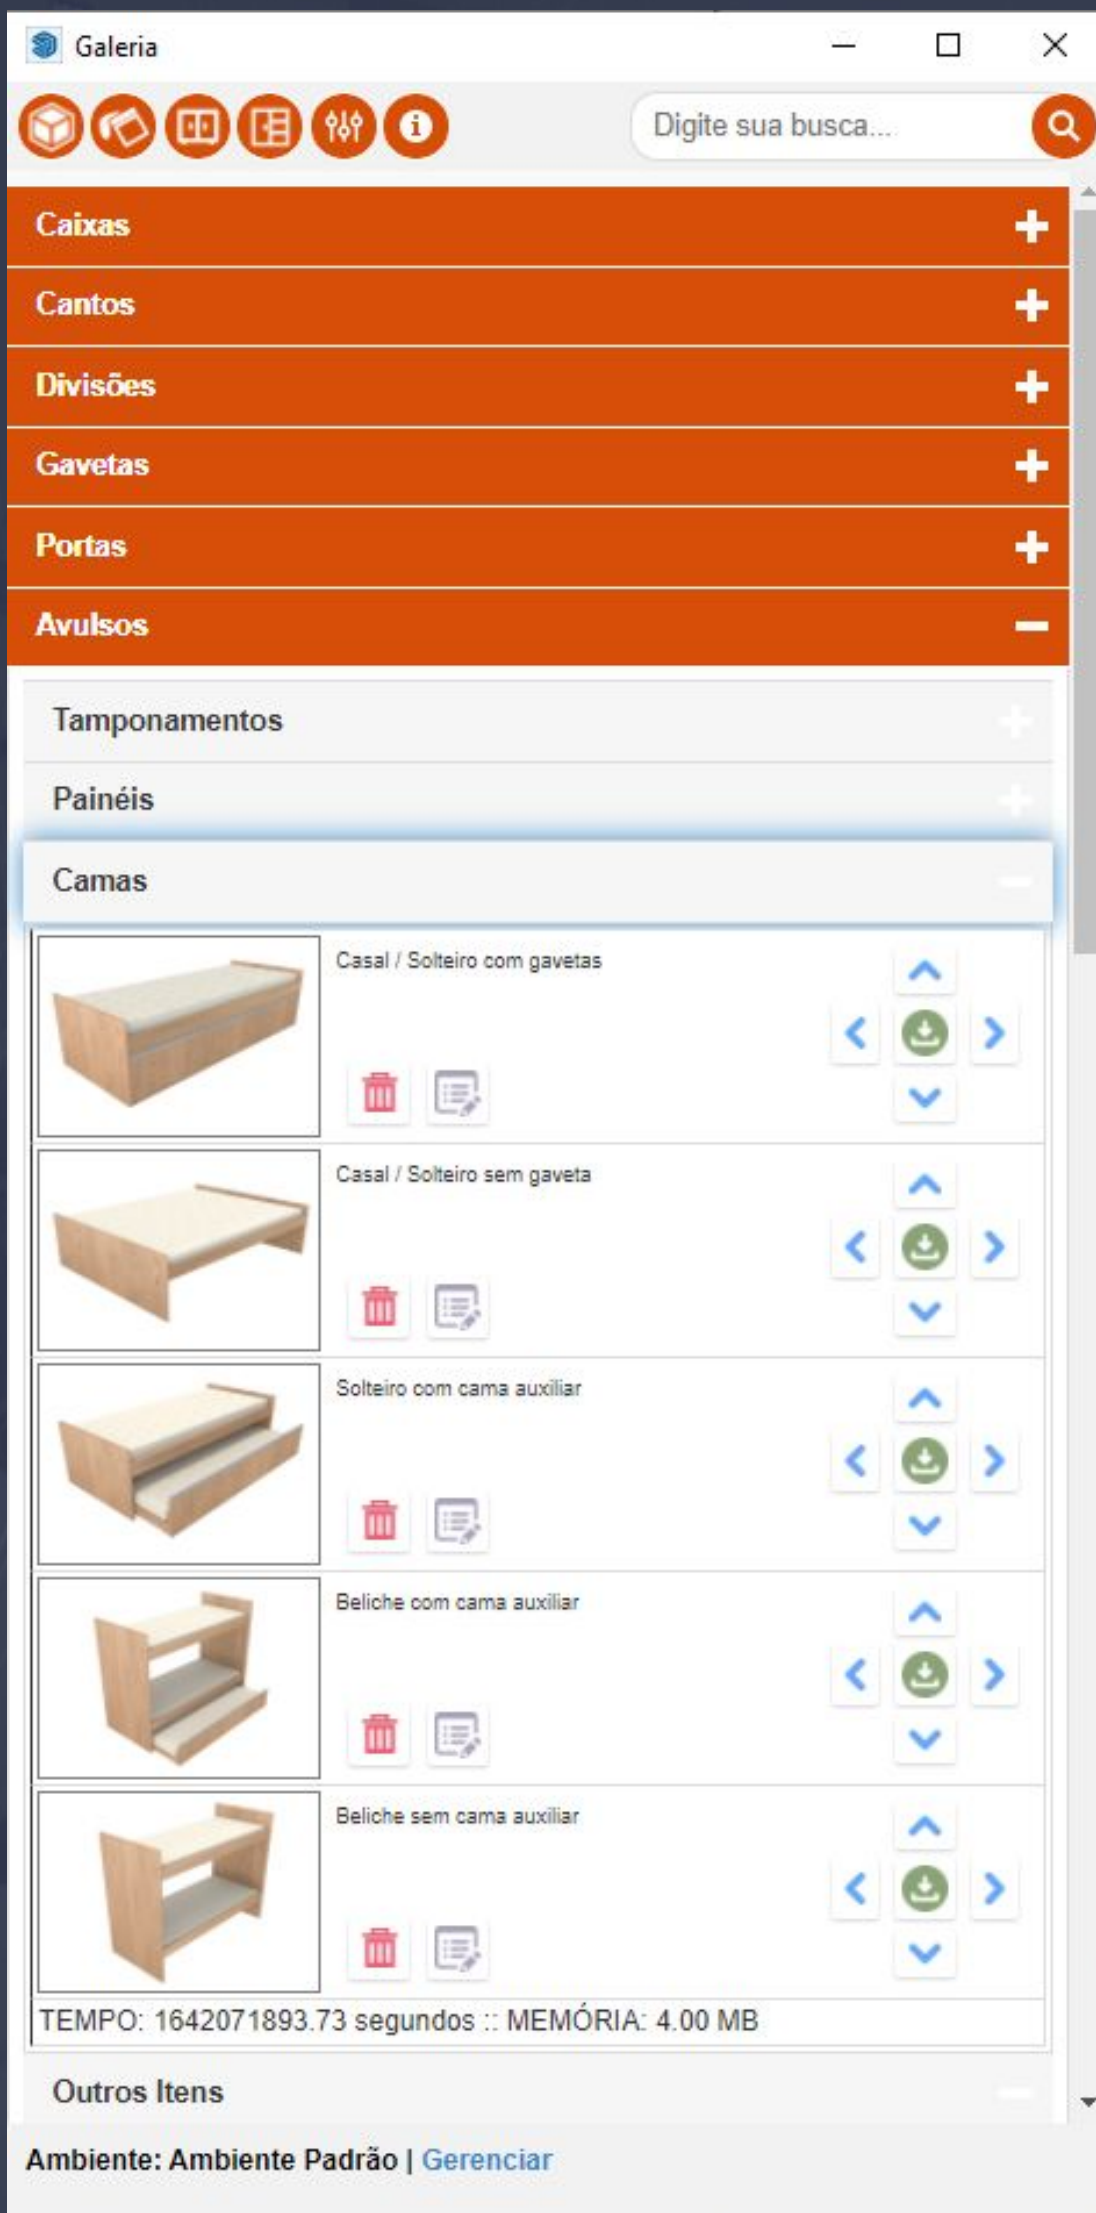 Galeria
Digite sua busca...
Caixas
Cantos
Divisões
Gavetas
Portas
Avulsos
Tamponamentos
Painéis
Camas
Casal / Solteiro com gavetas
Casal / Solteiro sem gaveta
Solteiro com cama auxiliar
Beliche com cama auxiliar
Beliche sem cama auxiliar
TEMPO: 1642071893.73 segundos :: MEMÓRIA: 4.00 MB
Outros Itens
Ambiente: Ambiente Padrão | Gerenciar